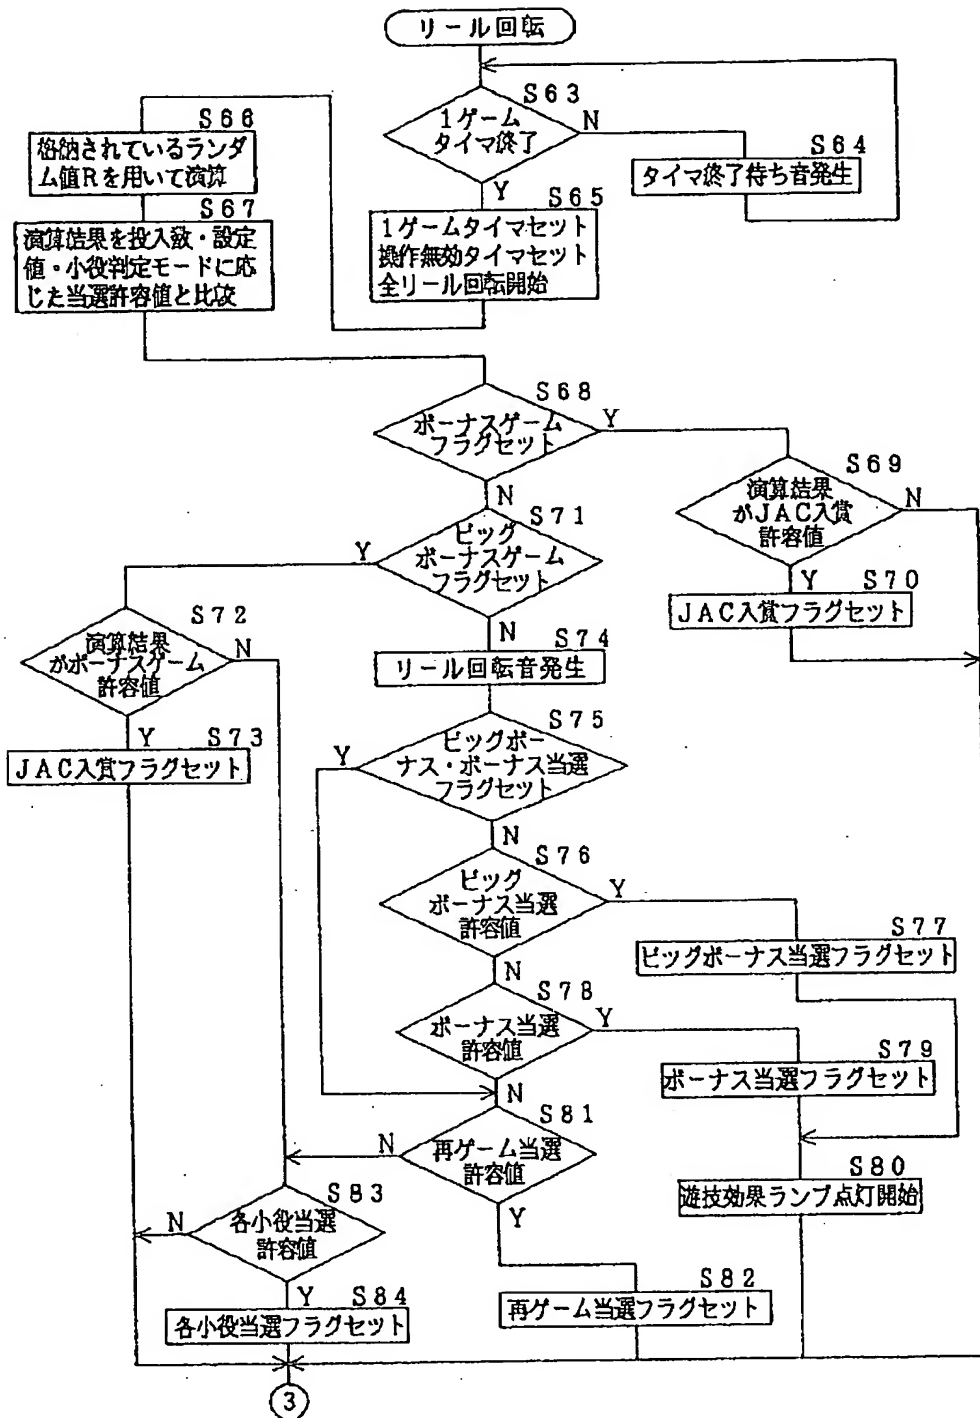 リール回転
S63
1ゲーム
タイマ終了
N
Y
S64
タイマ終了待ち音発生
S65
1ゲームタイマセット
操作無効タイマセット
全リール回転開始
S66
格納されているランダ
ム値Rを用いて演算
S67
演算結果を投入数・設定
値・小役判定モードに応
じた当選許容値と比較
S68
ボーナスゲーム
フラグセット
Y
N
S69
演算結果
がJAC入賞
許容値
N
Y
S70
JAC入賞フラグセット
S71
ビッグ
ボーナスゲーム
フラグセット
Y
N
S72
演算結果
がボーナスゲーム
許容値
N
Y
S73
JAC入賞フラグセット
S74
リール回転音発生
S75
ビッグボー
ナス・ボーナス当選
フラグセット
Y
N
S76
ビッグ
ボーナス当選
許容値
Y
N
S77
ビッグボーナス当選フラグセット
S78
ボーナス当選
許容値
Y
N
S79
ボーナス当選フラグセット
S80
遊技効果ランプ点灯開始
S81
再ゲーム当選
許容値
N
Y
S82
再ゲーム当選フラグセット
S83
各小役当選
許容値
N
Y
S84
各小役当選フラグセット
3